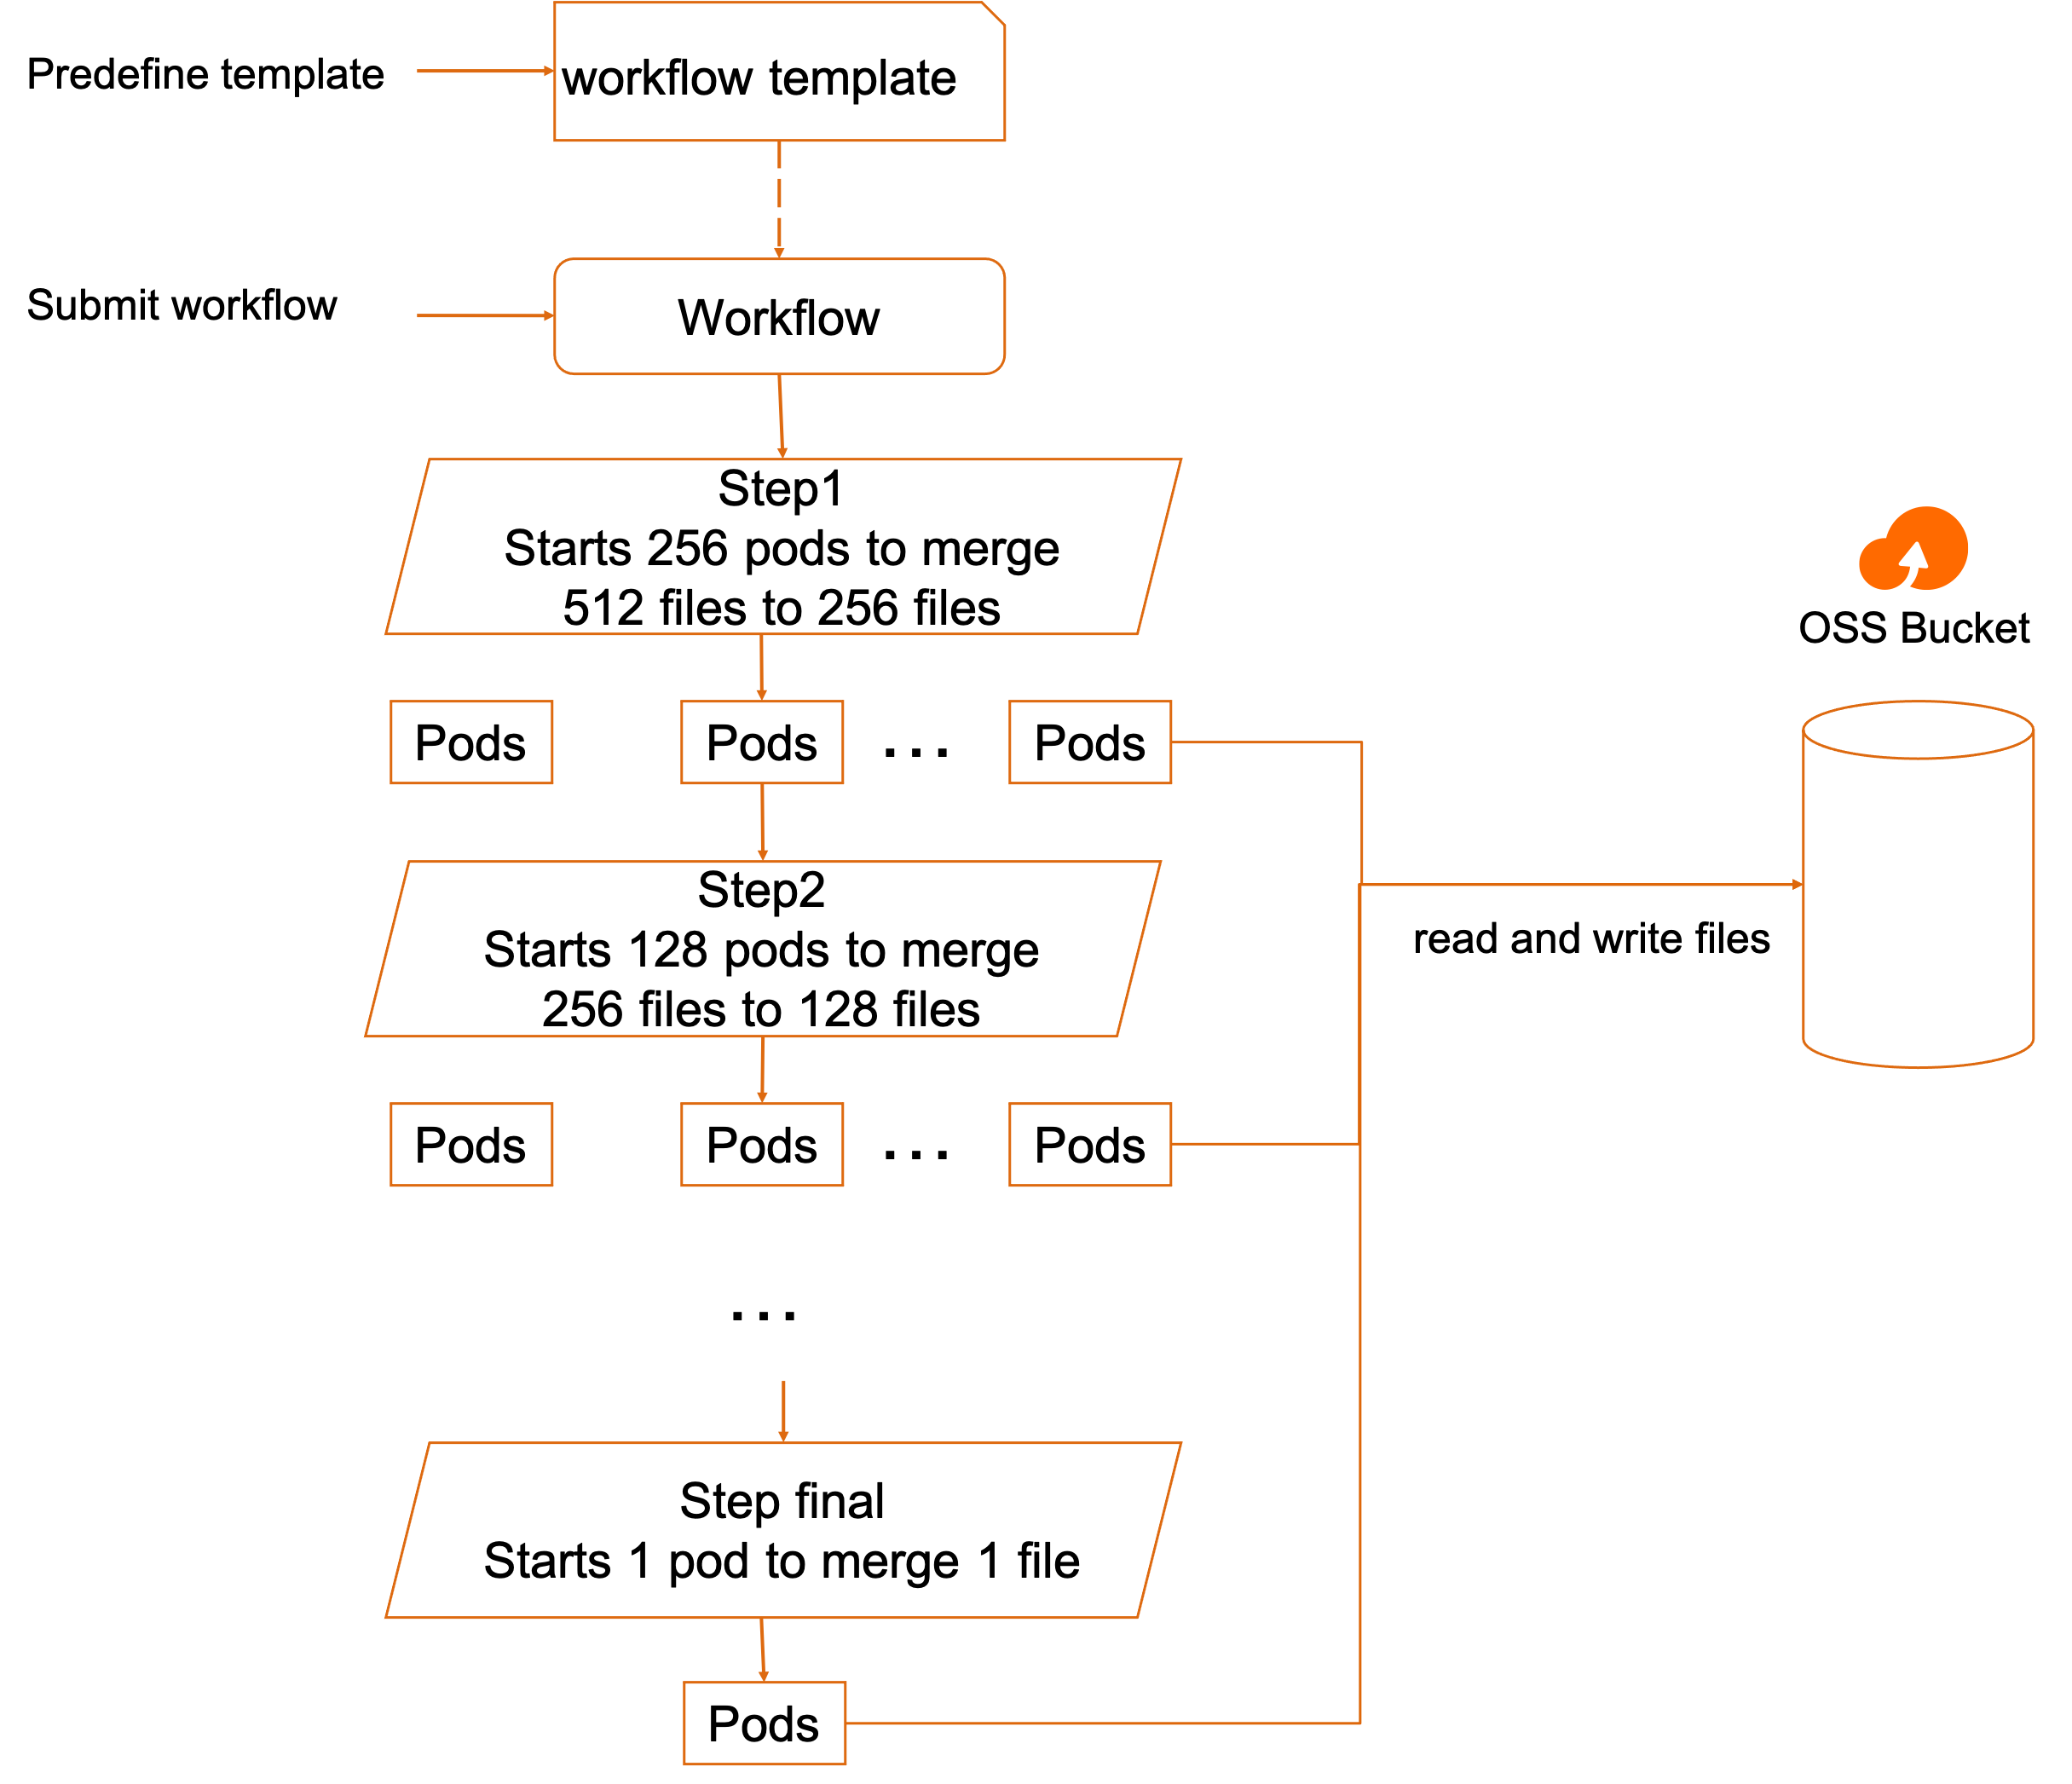 Predefine template
workflow template
Submit workflow
Workflow
Step1
Starts 256 pods to merge
512 files to 256 files
OSS Bucket
Pods
Pods
...
Pods
Step2
Starts 128 pods to merge
256 files to 128 files
read and write files
Pods
Pods
...
Pods
...
Step final
Starts 1 pod to merge 1 file
Pods